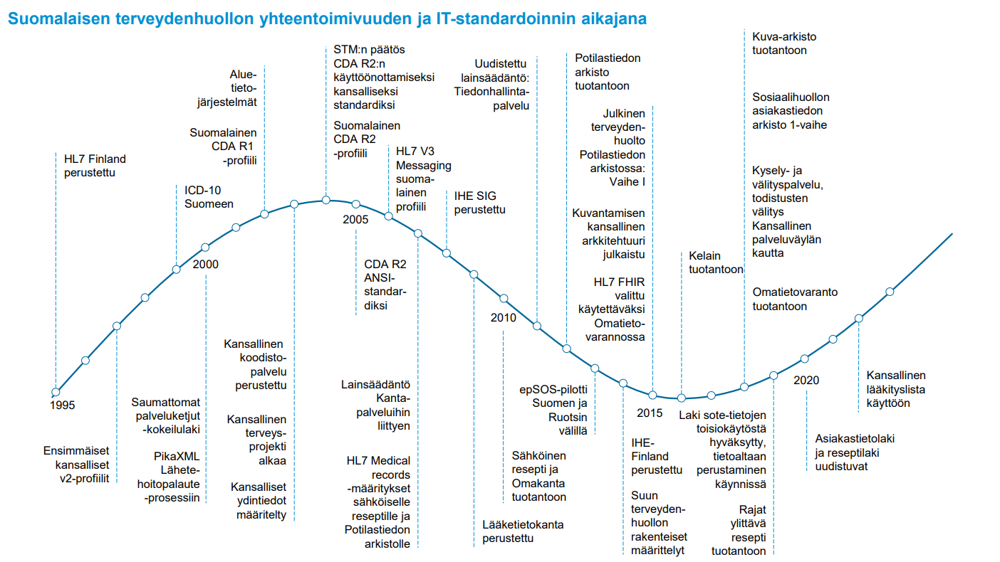 Suomalaisen terveydenhuollon yhteentoimivuuden ja IT-standardoinnin aikajana
HL7 Finland
perustettu
1995
Ensimmäiset
kansalliset
v2-profiilit
ICD-10
Suomeen
2000
Saumattomat
palveluketjut
-kokeilulaki
PikaXML
Lähete-
hoitopalaute
-prosessiin
Alue-
tieto-
järjestelmät
Suomalainen
CDA R1
-profiili
Kansallinen
koodisto-
palvelu
perustettu
Kansallinen
terveys-
projekti
alkaa
Kansalliset
ydintiedot
määritelty
STM:n päätös
CDA R2:n
käyttöönottamiseksi
kansalliseksi
standardiksi
Suomalainen
CDA R2
-profiili
2005
CDA R2
ANSI-
standar-
diksi
HL7 V3
Messaging
suoma-
lainen
profiili
Lainsäädäntö
Kanta-
palveluihin
liittyen
HL7 Medical
records
-määritykset
sähköiselle
reseptille ja
Potilastiedon
arkistolle
IHE SIG
perustettu
Lääketietokanta
perustettu
2010
Sähköinen
resepti ja
Omakanta
tuotantoon
Uudistettu
lainsäädäntö:
Tiedonhallinta-
palvelu
Potilastiedon
arkisto
tuotantoon
epSOS-pilotti
Suomen ja
Ruotsin
välillä
IHE-
Finland
perustettu
Suun
terveyden-
huollon
rakenteiset
määrittelyt
Julkinen
terveyden-
huolto
Potilastiedon
arkistossa:
Vaihe I
Kuvantamisen
kansallinen
arkkitehtuuri
julkaistu
HL7 FHIR
valittu
käytettäväksi
Omatieto-
varannossa
2015
Kelain
tuotantoon
Kuva-arkisto
tuotantoon
Sosiaalihuollon
asiakastiedon
arkisto 1-vaihe
Kysely- ja
välityspalvelu,
todistusten
välitys
Kansallinen
palveluväylän
kautta
Omatietovaranto
tuotantoon
Laki sote-tietojen
toisiokäytöstä
hyväksytty,
tietoaltaan
perustaminen
käynnissä
Rajat
ylittävä
resepti
tuotantoon
2020
Asiakastietolaki
ja reseptilaki
uudistuvat
Kansallinen
lääkityslista
käyttöön